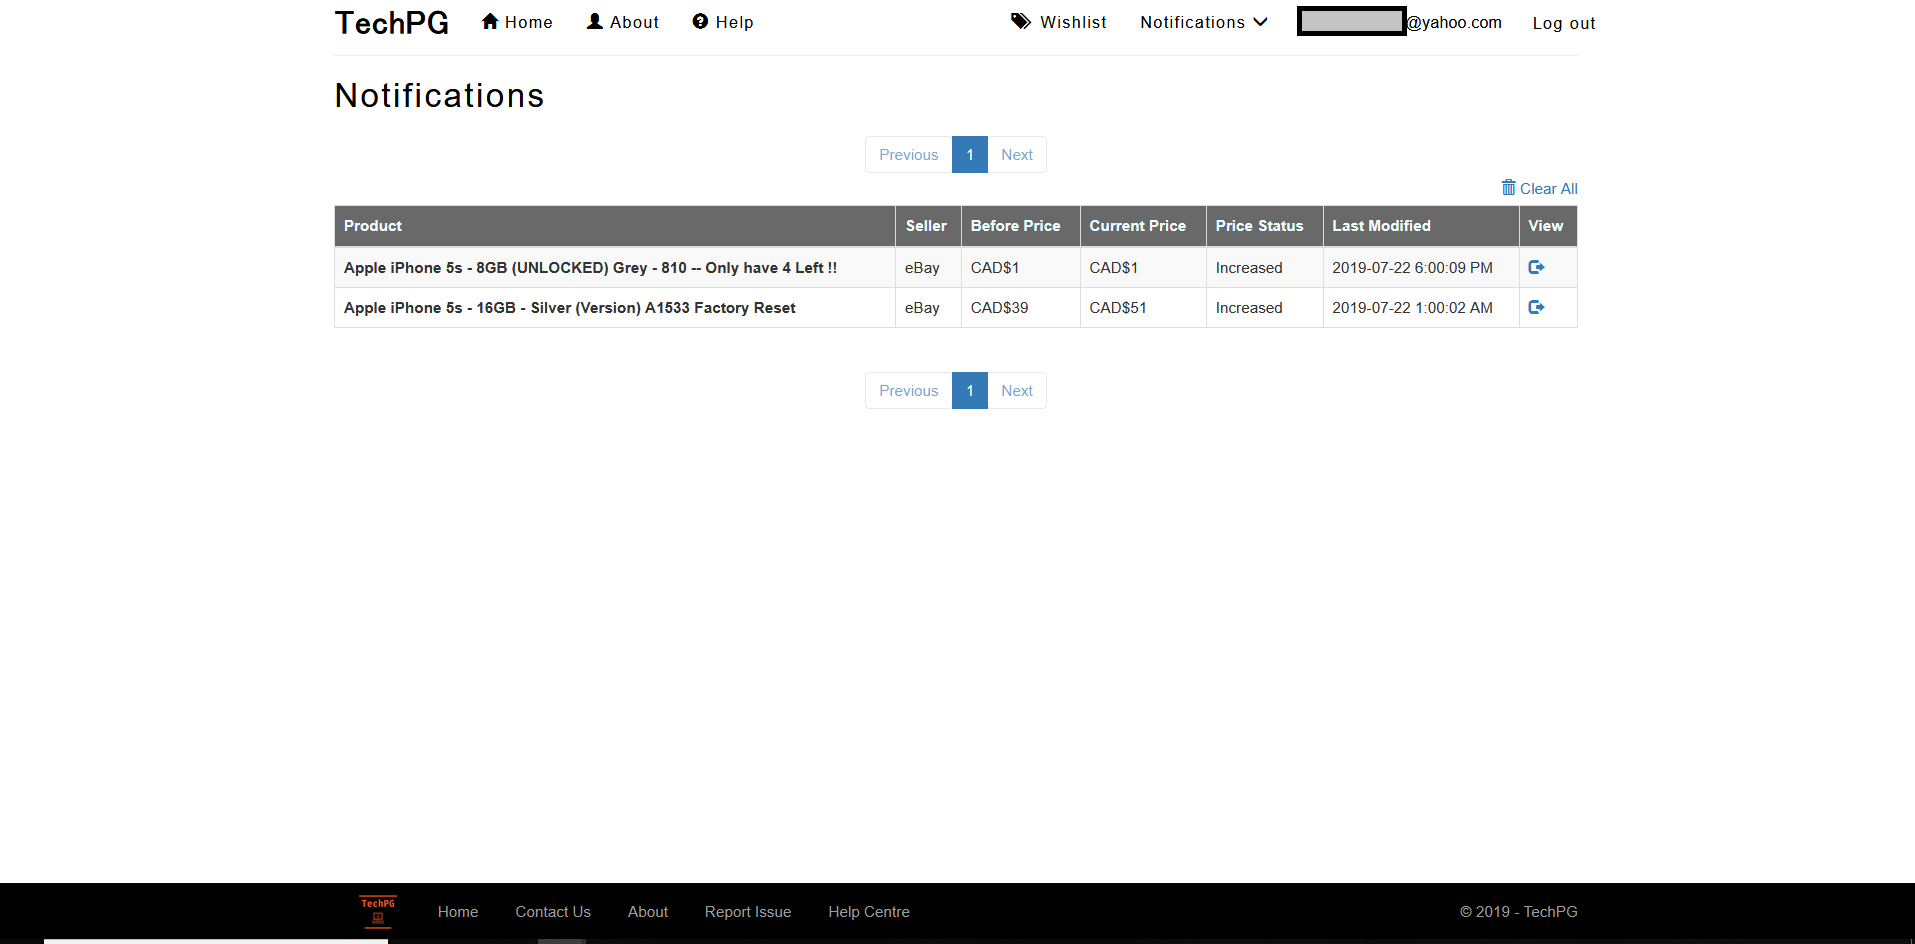 TechPG Home About Help Wishlist Notifications @yahoo.com Log out
Notifications
Previous 1 Next
Clear All
Product Seller Before Price Current Price Price Status Last Modified View
Apple iPhone 5s - 8GB (UNLOCKED) Grey - 810 -- Only have 4 Left !! eBay CAD$1 CAD$1 Increased 2019-07-22 6:00:09 PM
Apple iPhone 5s - 16GB - Silver (Version) A1533 Factory Reset eBay CAD$39 CAD$51 Increased 2019-07-22 1:00:02 AM
Previous 1 Next
TechPG Home Contact Us About Report Issue Help Centre © 2019 - TechPG